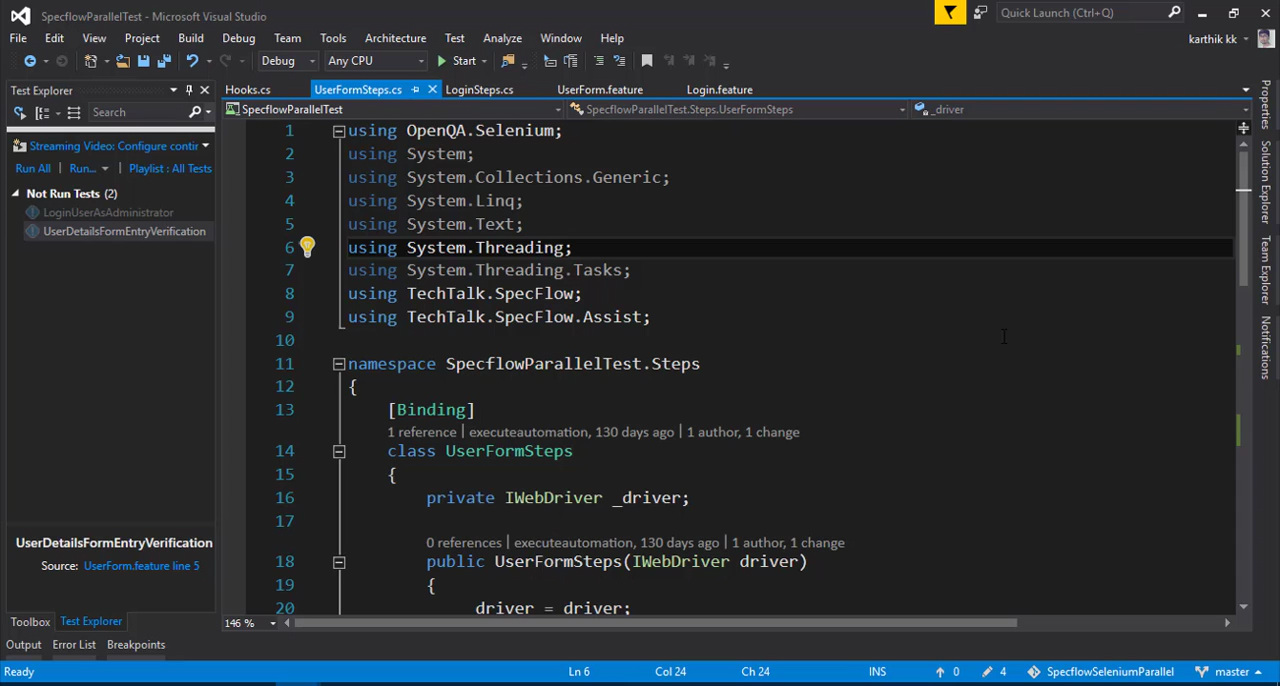 SpecflowParallelTest - Microsoft Visual Studio
Quick Launch (Ctrl+Q)
File Edit View Project Build Debug Team Tools Architecture Test Analyze Window Help
karthik kk
Debug Any CPU Start
Test Explorer
Search
Streaming Video: Configure contin
Run All Run... Playlist : All Tests
Not Run Tests (2)
LoginUserAsAdministrator
UserDetailsFormEntryVerification
UserDetailsFormEntryVerification
Source: UserForm.feature line 5
Toolbox Test Explorer
Hooks.cs UserFormSteps.cs LoginSteps.cs UserForm.feature Login.feature
SpecflowParallelTest SpecflowParallelTest.Steps.UserFormSteps _driver
1 using OpenQA.Selenium;
2 using System;
3 using System.Collections.Generic;
4 using System.Linq;
5 using System.Text;
6 using System.Threading;
7 using System.Threading.Tasks;
8 using TechTalk.SpecFlow;
9 using TechTalk.SpecFlow.Assist;
10
11 namespace SpecflowParallelTest.Steps
12 {
13 [Binding]
1 reference | executeautomation, 130 days ago | 1 author, 1 change
14 class UserFormSteps
15 {
16 private IWebDriver _driver;
17
0 references | executeautomation, 130 days ago | 1 author, 1 change
18 public UserFormSteps(IWebDriver driver)
19 {
20 driver = driver;
146 %
Properties
Solution Explorer
Team Explorer
Notifications
Output Error List Breakpoints
Ready Ln 6 Col 24 Ch 24 INS 0 4 SpecflowSeleniumParallel master